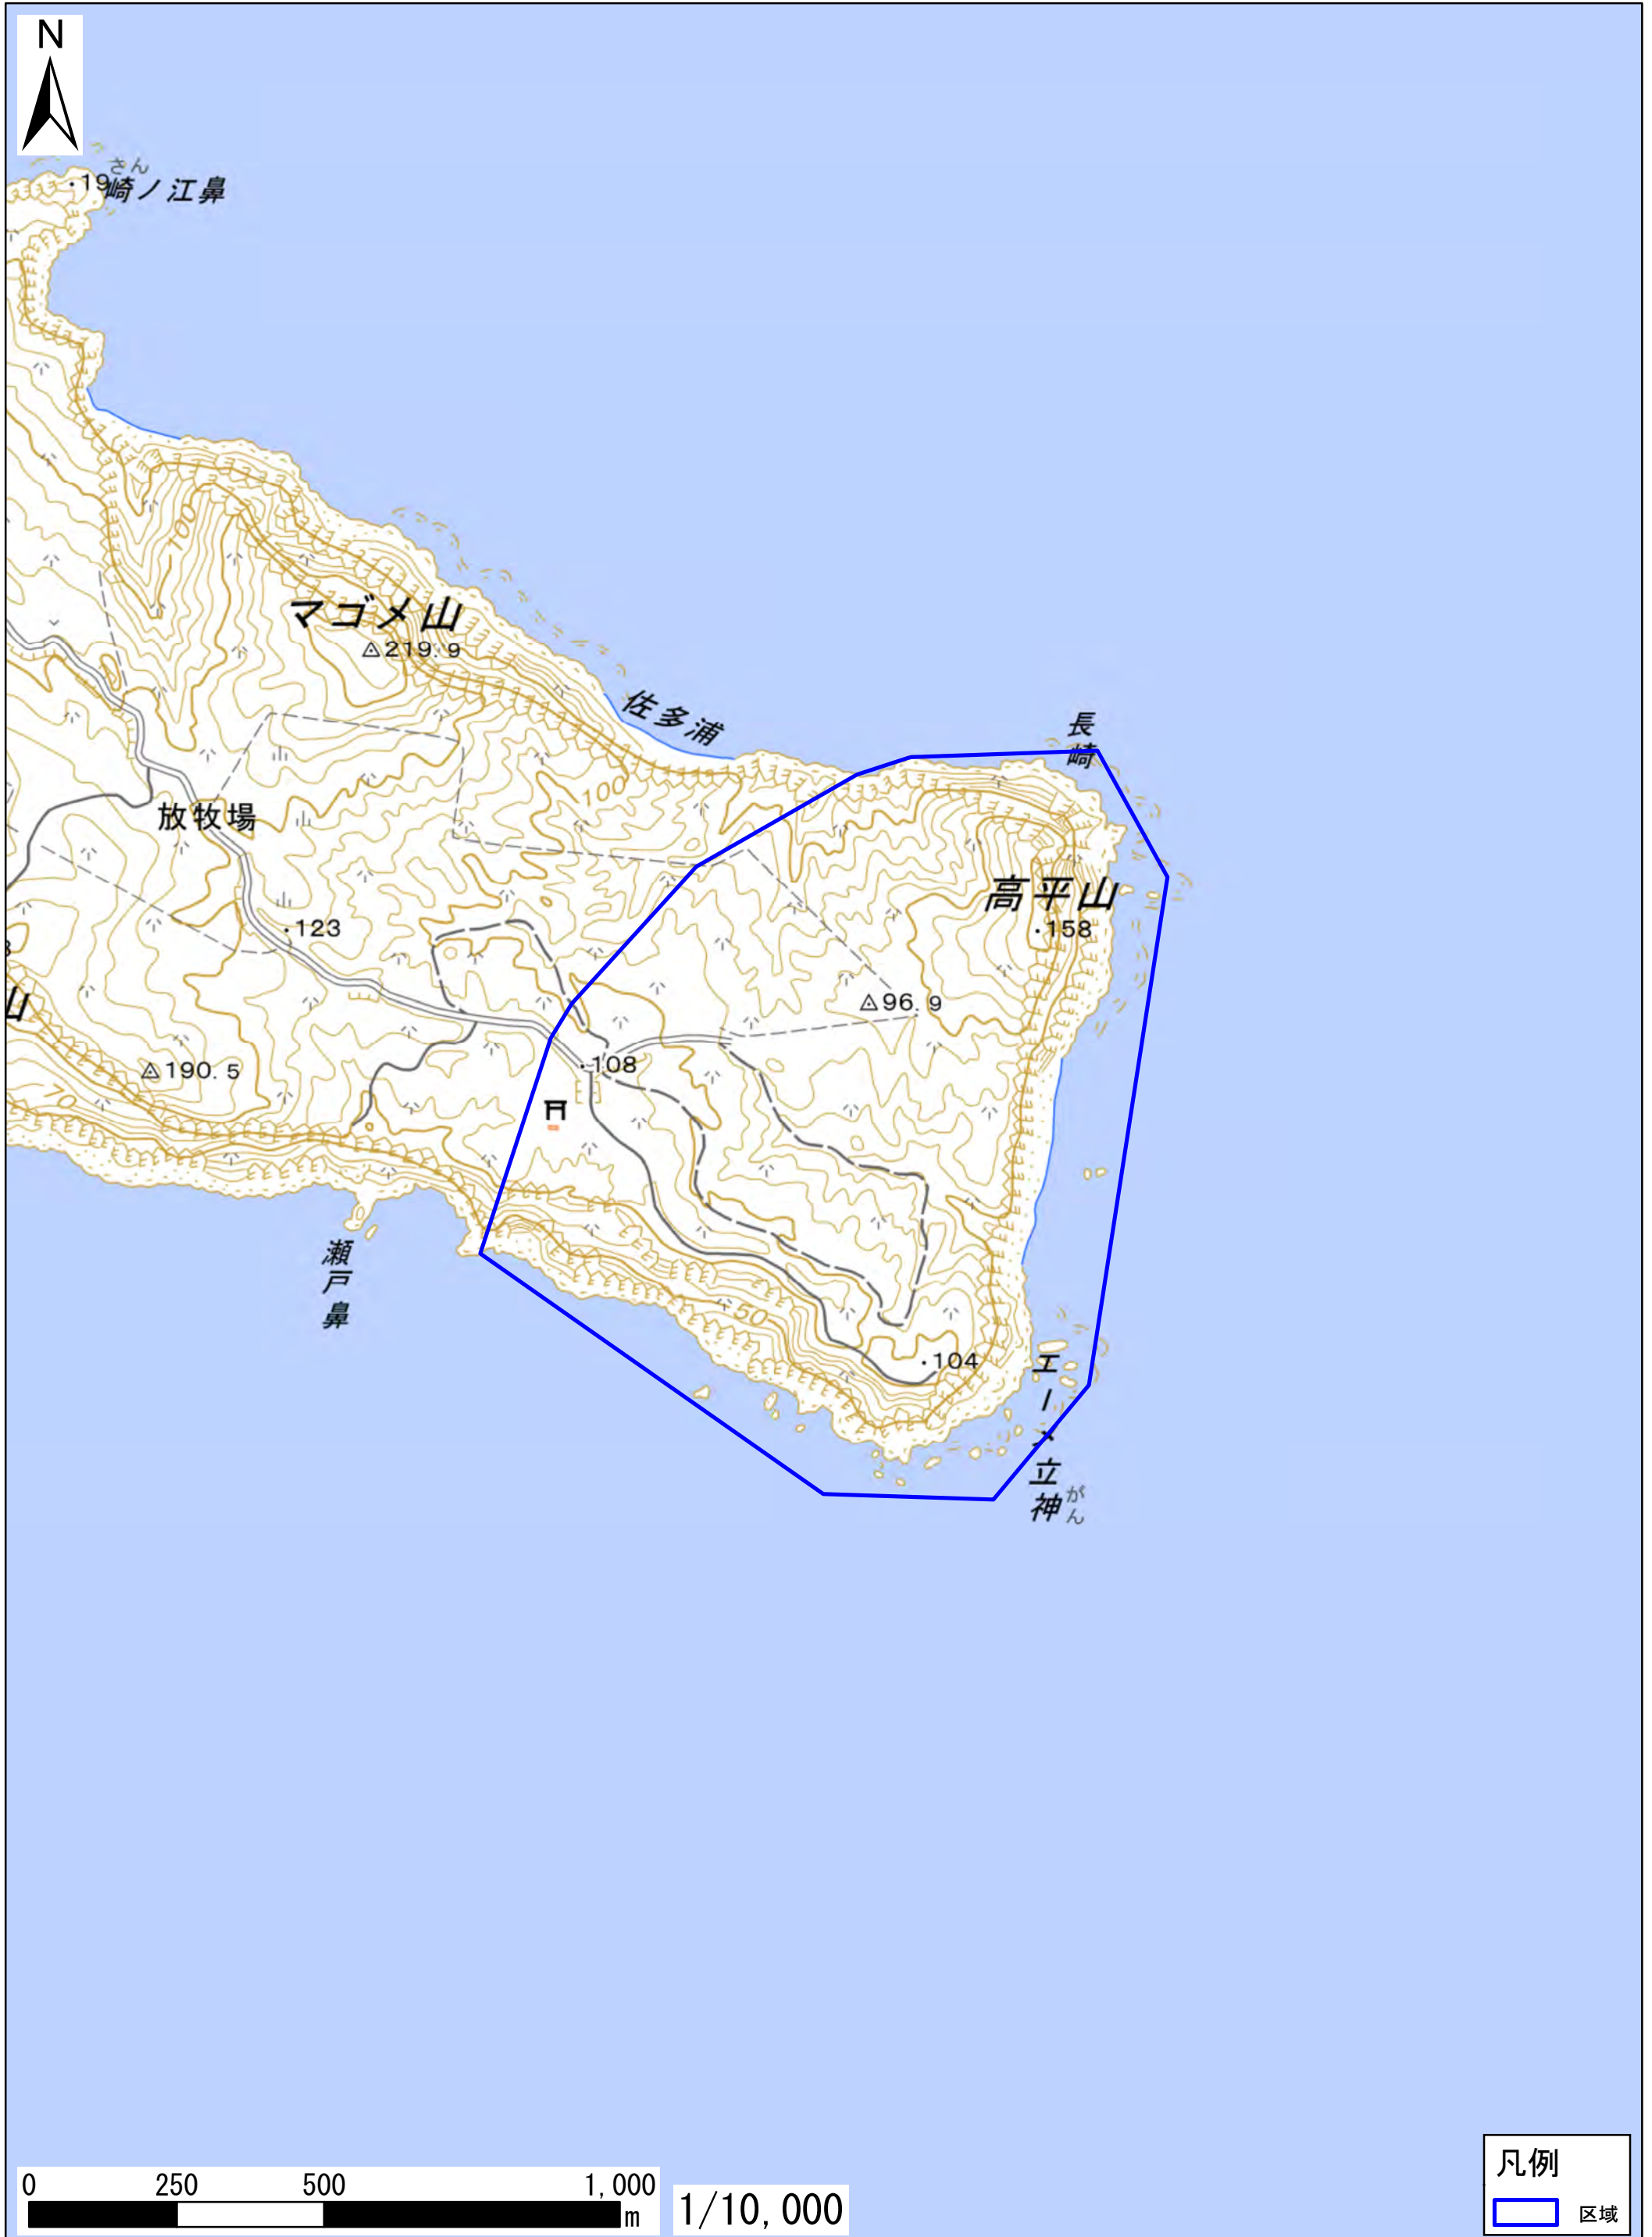 N
さん
・19
崎ノ江鼻
100
マゴメ山
219.9
佐多浦
長崎
放牧場
100
高平山
・158
・123
96.9
山
190.5
・108
70
瀬戸鼻
50
・104
エーメ立神
がん
0 250 500 1,000
m
1/10,000
凡例
区域